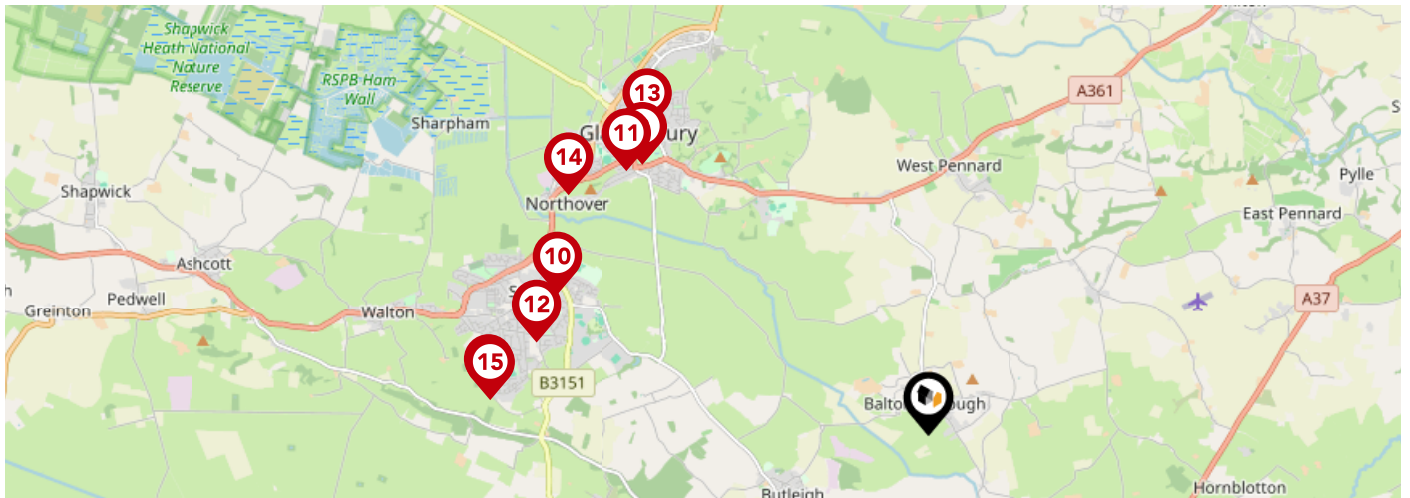 Shapwick
Heath National
Nature
Reserve
RSPB Ham
Wall
Sharpham
13
11
14
A361
West Pennard
Pylle
Shapwick
Northover
East Pennard
Ashcott
10
Pedwell
Greinton
Walton
12
A37
15
B3151
Butleigh
Hornblotton